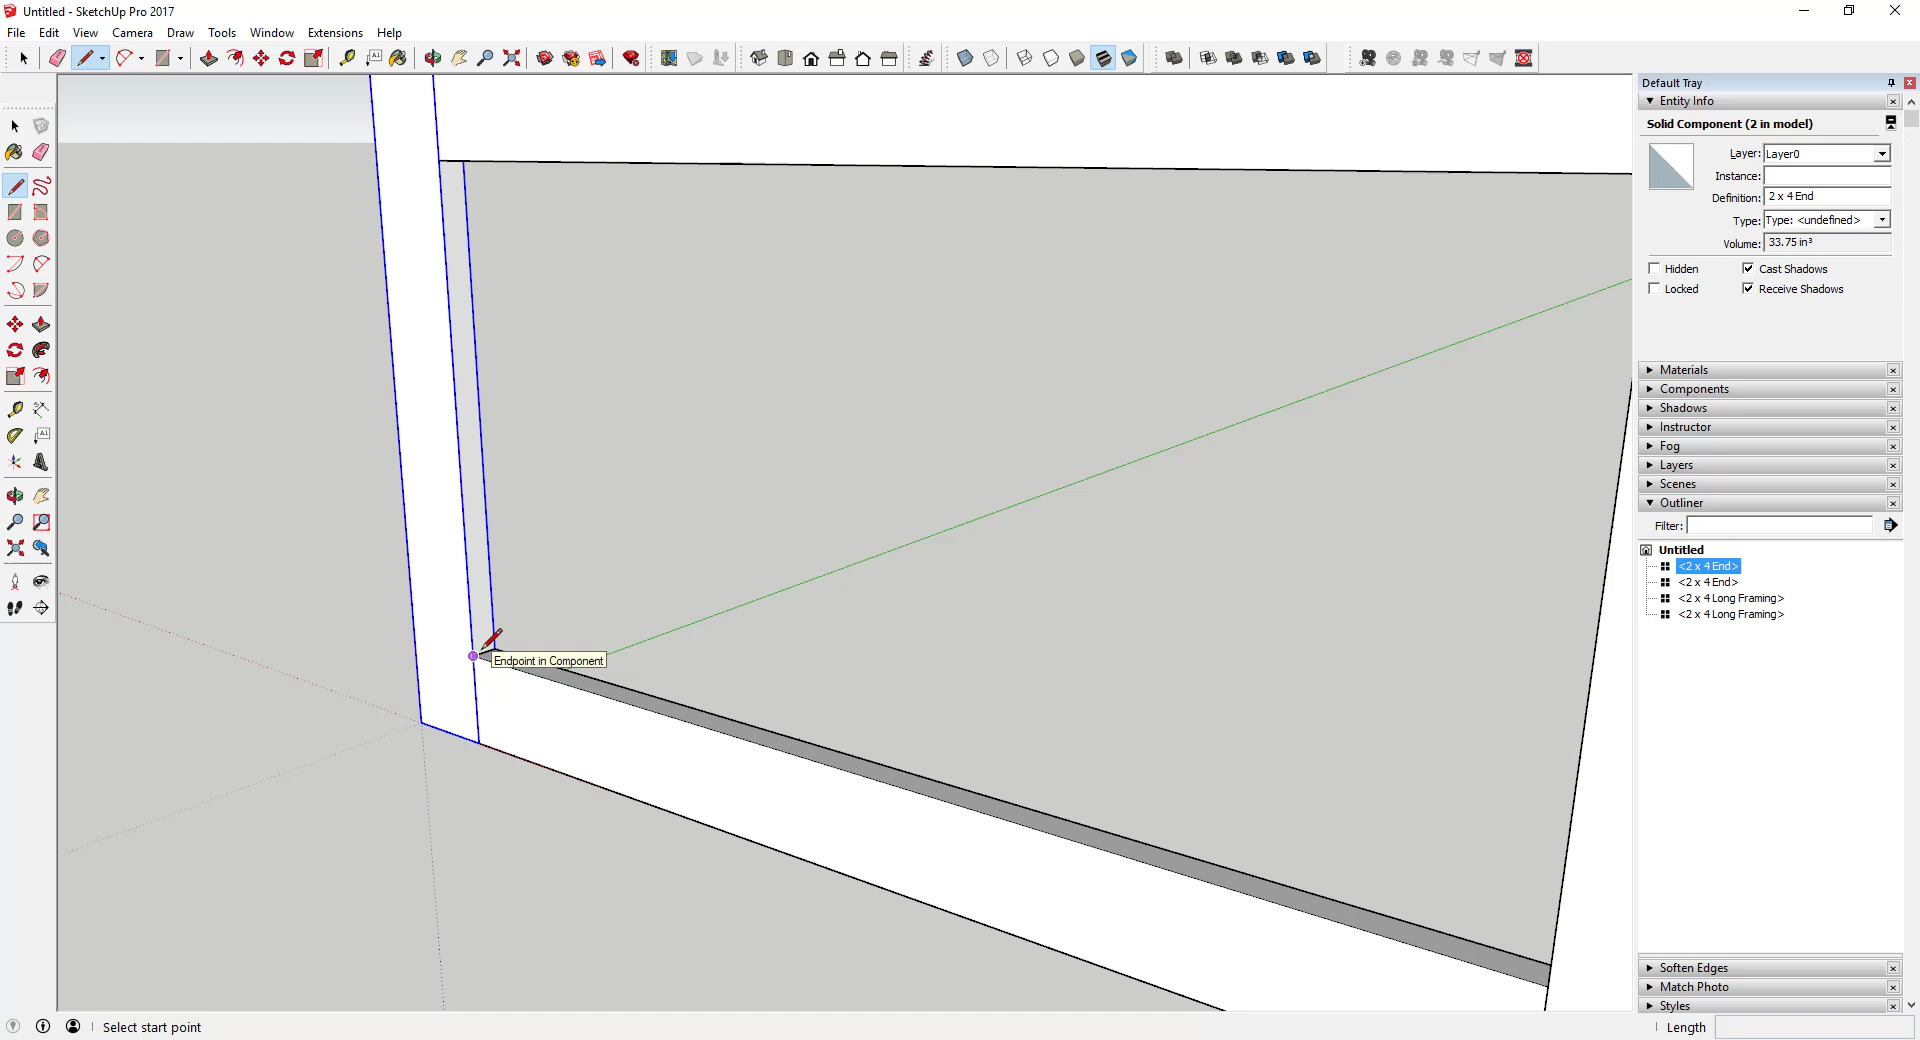 Untitled - SketchUp Pro 2017
File Edit View Camera Draw Tools Window Extensions Help
Default Tray
Entity Info
Solid Component (2 in model)
Layer: Layer0
Instance:
Definition: 2 x 4 End
Type: Type: <undefined>
Volume: 33.75 in³
Hidden Cast Shadows
Locked Receive Shadows
Materials
Components
Shadows
Instructor
Fog
Layers
Scenes
Outliner
Filter:
Untitled
<2 x 4 End>
<2 x 4 End>
<2 x 4 Long Framing>
<2 x 4 Long Framing>
Endpoint in Component
Soften Edges
Match Photo
Styles
Select start point
Length